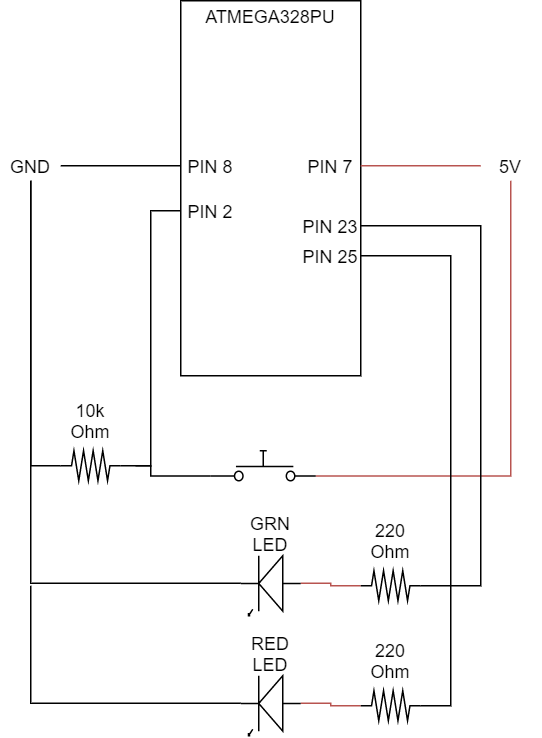 ATMEGA328PU
GND
PIN 8
PIN 7
5V
PIN 2
PIN 23
PIN 25
10k
Ohm
GRN
LED
220
Ohm
RED
LED
220
Ohm